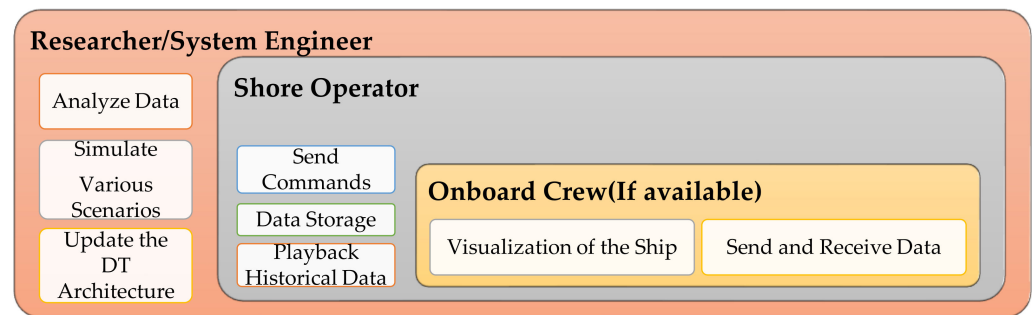 Researcher/System Engineer
Analyze Data
Simulate
Various
Scenarios
Update the
DT
Architecture
Shore Operator
Send
Commands
Data Storage
Playback
Historical Data
Onboard Crew(If available)
Visualization of the Ship
Send and Receive Data